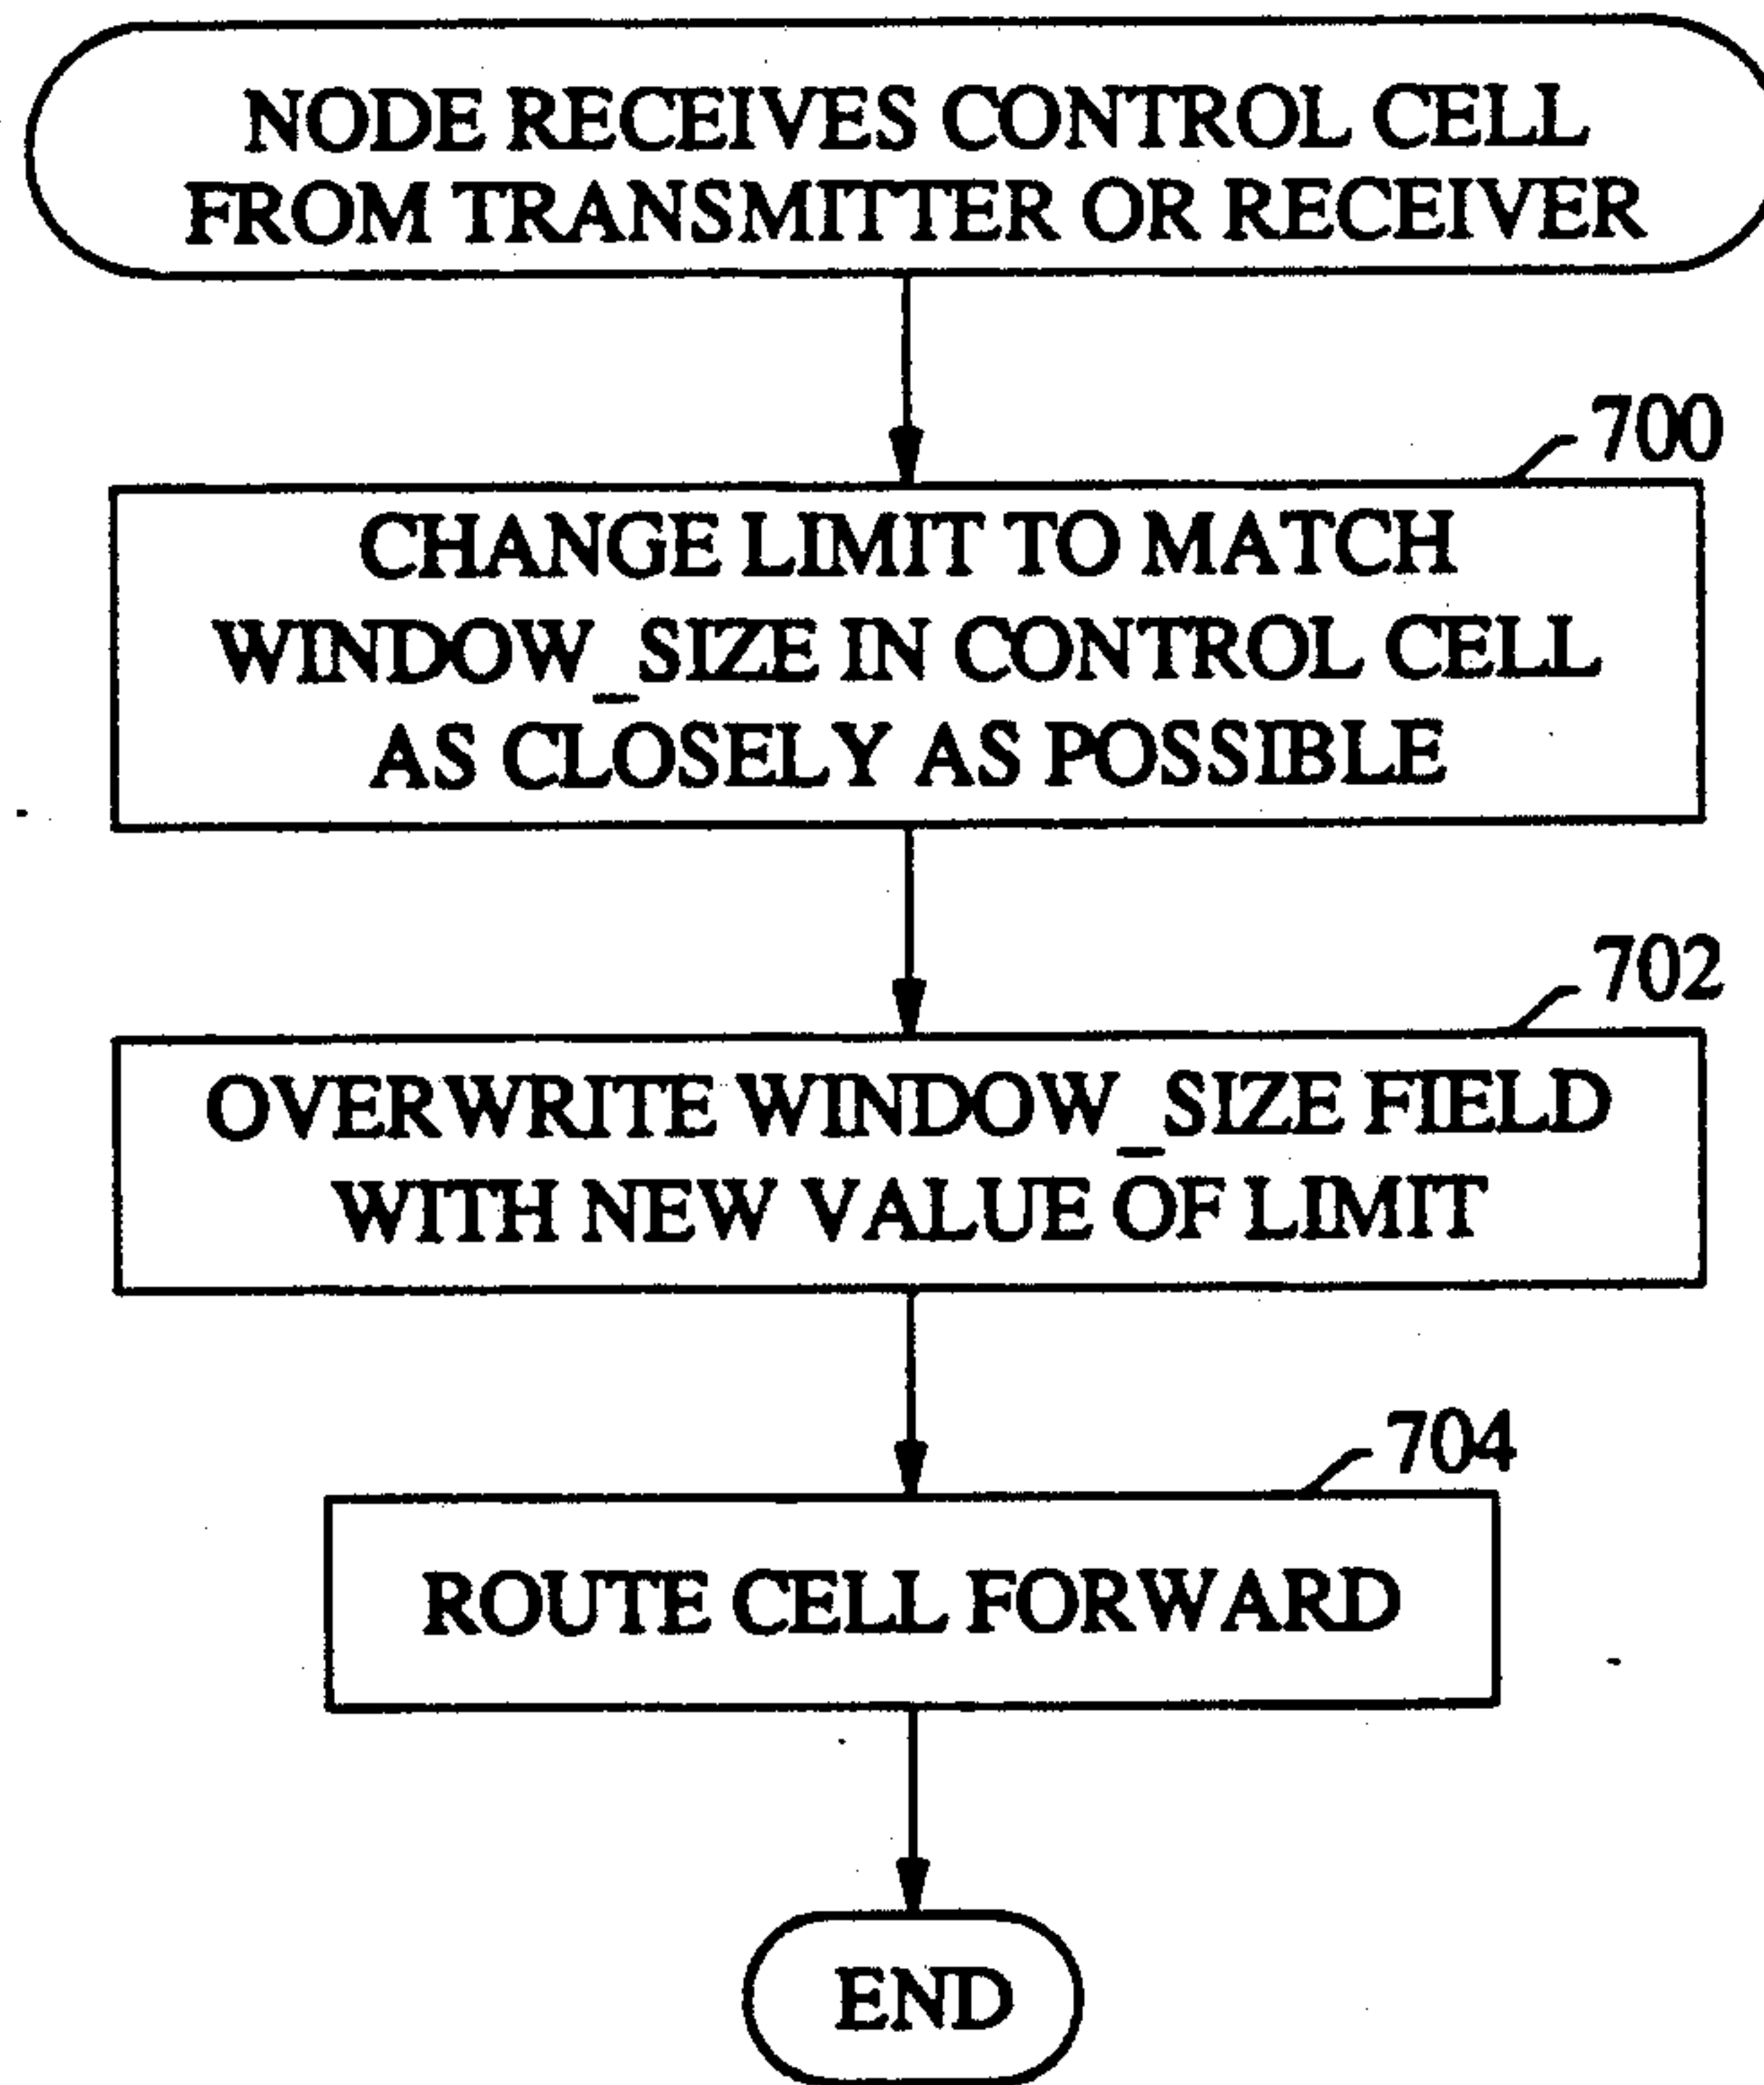 NODE RECEIVES CONTROL CELL
FROM TRANSMITTER OR RECEIVER
700
CHANGE LIMIT TO MATCH
WINDOW_SIZE IN CONTROL CELL
AS CLOSELY AS POSSIBLE
702
OVERWRITE WINDOW_SIZE FIELD
WITH NEW VALUE OF LIMIT
704
ROUTE CELL FORWARD
END